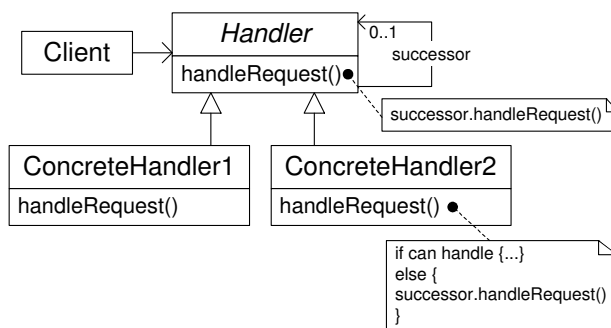 Handler
0..1
Client
successor
handleRequest()
successor.handleRequest()
ConcreteHandler1
ConcreteHandler2
handleRequest()
handleRequest()
if can handle {...}
else {
successor.handleRequest()
}